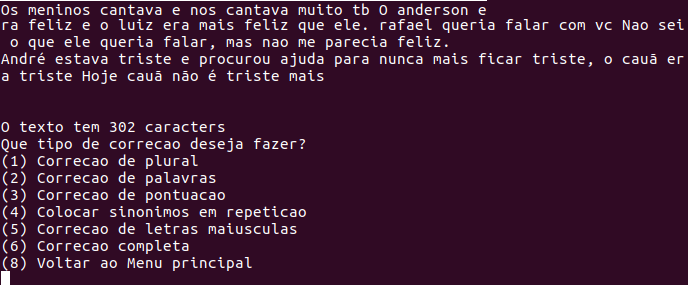 Os meninos cantava e nos cantava muito tb O anderson e
ra feliz e o luiz era mais feliz que ele. rafael queria falar com vc Nao sei
o que ele queria falar, mas nao me parecia feliz.
André estava triste e procurou ajuda para nunca mais ficar triste, o cauã er
a triste Hoje cauã não é triste mais
O texto tem 302 caracters
Que tipo de correcao deseja fazer?
(1) Correcao de plural
(2) Correcao de palavras
(3) Correcao de pontuacao
(4) Colocar sinonimos em repeticao
(5) Correcao de letras maiusculas
(6) Correcao completa
(8) Voltar ao Menu principal